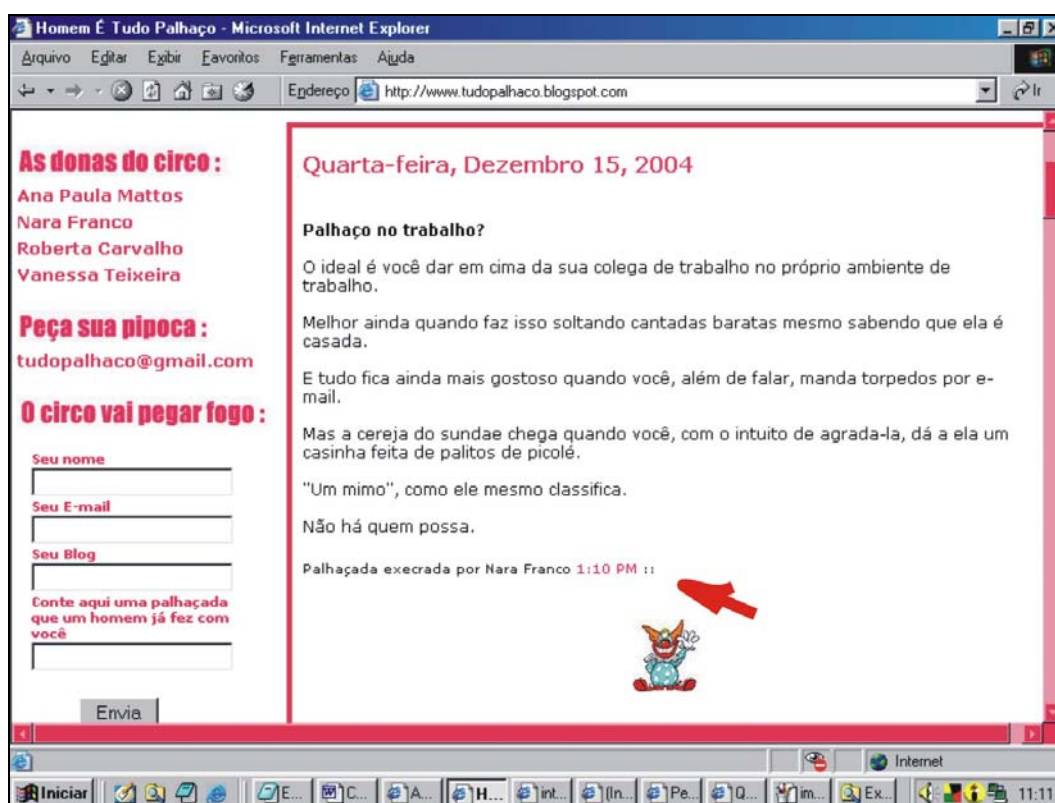 Homem É Tudo Palhaço - Microsoft Internet Explorer
Arquivo Editar Exibir Favoritos Ferramentas Ajuda
Endereço http://www.tudopalhaco.blogspot.com Ir
As donas do circo :
Ana Paula Mattos
Nara Franco
Roberta Carvalho
Vanessa Teixeira
Peça sua pipoca :
tudopalhaco@gmail.com
O circo vai pegar fogo :
Seu nome
Seu E-mail
Seu Blog
Conte aqui uma palhaçada
que um homem já fez com
você
Envia
Quarta-feira, Dezembro 15, 2004
Palhaço no trabalho?
O ideal é você dar em cima da sua colega de trabalho no próprio ambiente de
trabalho.
Melhor ainda quando faz isso soltando cantadas baratas mesmo sabendo que ela é
casada.
E tudo fica ainda mais gostoso quando você, além de falar, manda torpedos por e-
mail.
Mas a cereja do sundae chega quando você, com o intuito de agrada-la, dá a ela um
casinha feita de palitos de picolé.
"Um mimo", como ele mesmo classifica.
Não há quem possa.
Palhaçada execrada por Nara Franco 1:10 PM ::
Internet
Iniciar E... C... A... H... int... (In... Pe... Q... im... Ex... 11:11